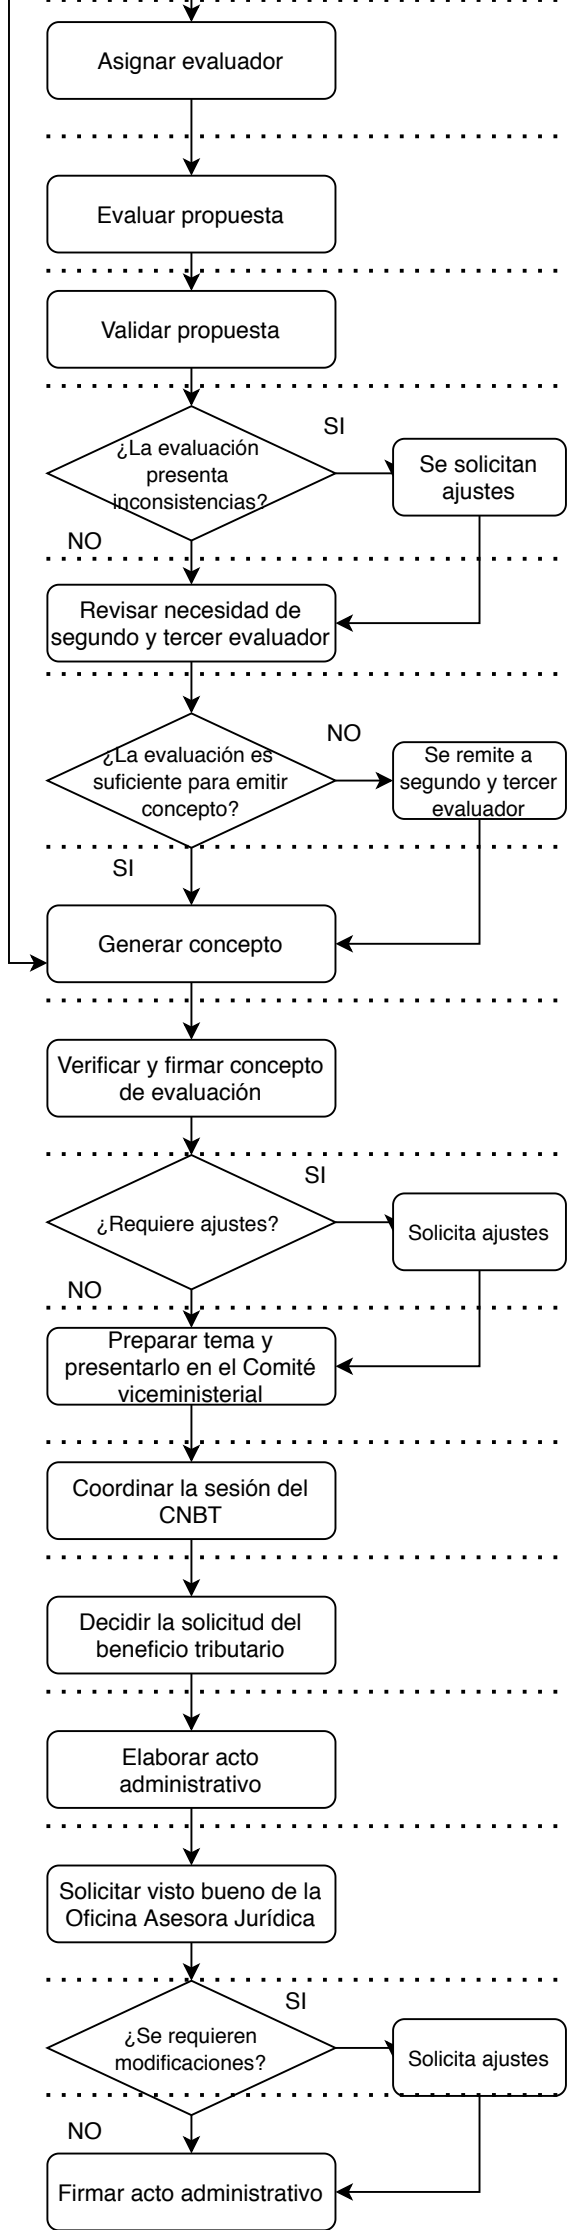 Asignar evaluador
Evaluar propuesta
Validar propuesta
SI
¿La evaluación
presenta
inconsistencias?
Se solicitan
ajustes
NO
Revisar necesidad de
segundo y tercer evaluador
NO
¿La evaluación es
suficiente para emitir
concepto?
Se remite a
segundo y tercer
evaluador
SI
Generar concepto
Verificar y firmar concepto
de evaluación
SI
¿Requiere ajustes?
Solicita ajustes
NO
Preparar tema y
presentarlo en el Comité
viceministerial
Coordinar la sesión del
CNBT
Decidir la solicitud del
beneficio tributario
Elaborar acto
administrativo
Solicitar visto bueno de la
Oficina Asesora Jurídica
SI
¿Se requieren
modificaciones?
Solicita ajustes
NO
Firmar acto administrativo